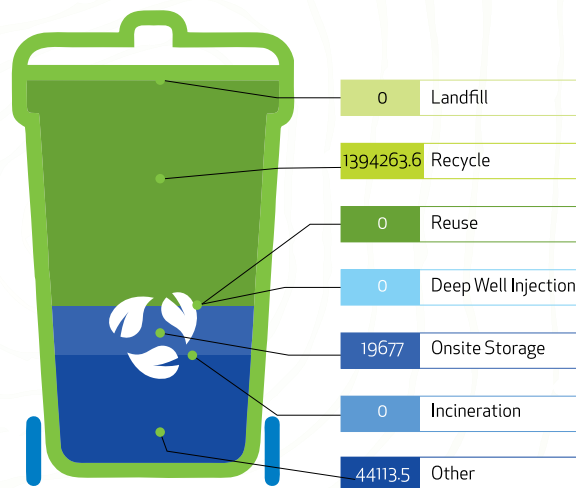 0 Landfill
1394263.6 Recycle
0 Reuse
0 Deep Well Injection
19677 Onsite Storage
0 Incineration
44113.5 Other